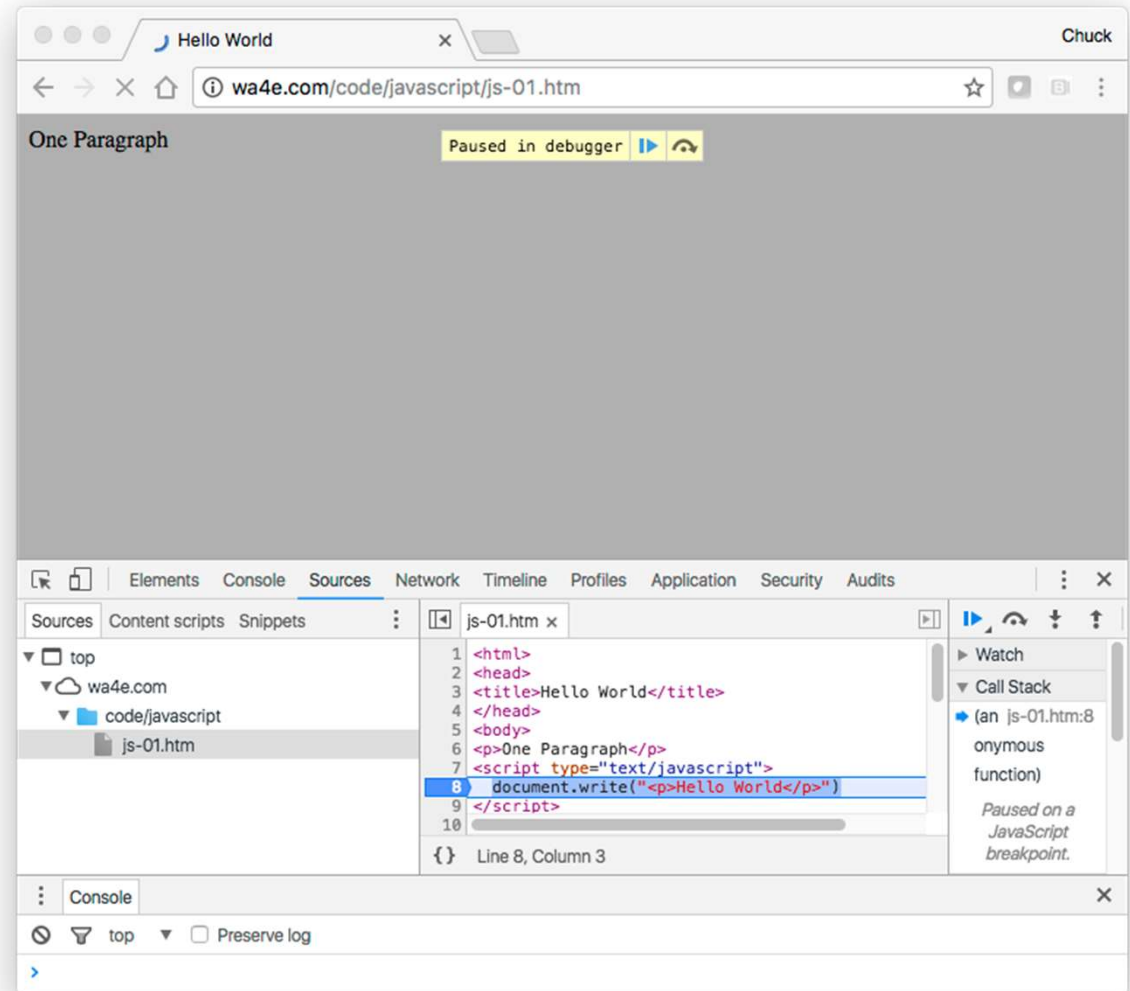 Hello World
Chuck
wa4e.com/code/javascript/js-01.htm
One Paragraph
Paused in debugger
Elements Console Sources Network Timeline Profiles Application Security Audits
Sources Content scripts Snippets
top
wa4e.com
code/javascript
js-01.htm
js-01.htm
1 <html>
2 <head>
3 <title>Hello World</title>
4 </head>
5 <body>
6 <p>One Paragraph</p>
7 <script type="text/javascript">
8 document.write("<p>Hello World</p>")
9 </script>
10
{} Line 8, Column 3
Watch
Call Stack
(an js-01.htm:8
onymous
function)
Paused on a
JavaScript
breakpoint.
Console
top Preserve log
>